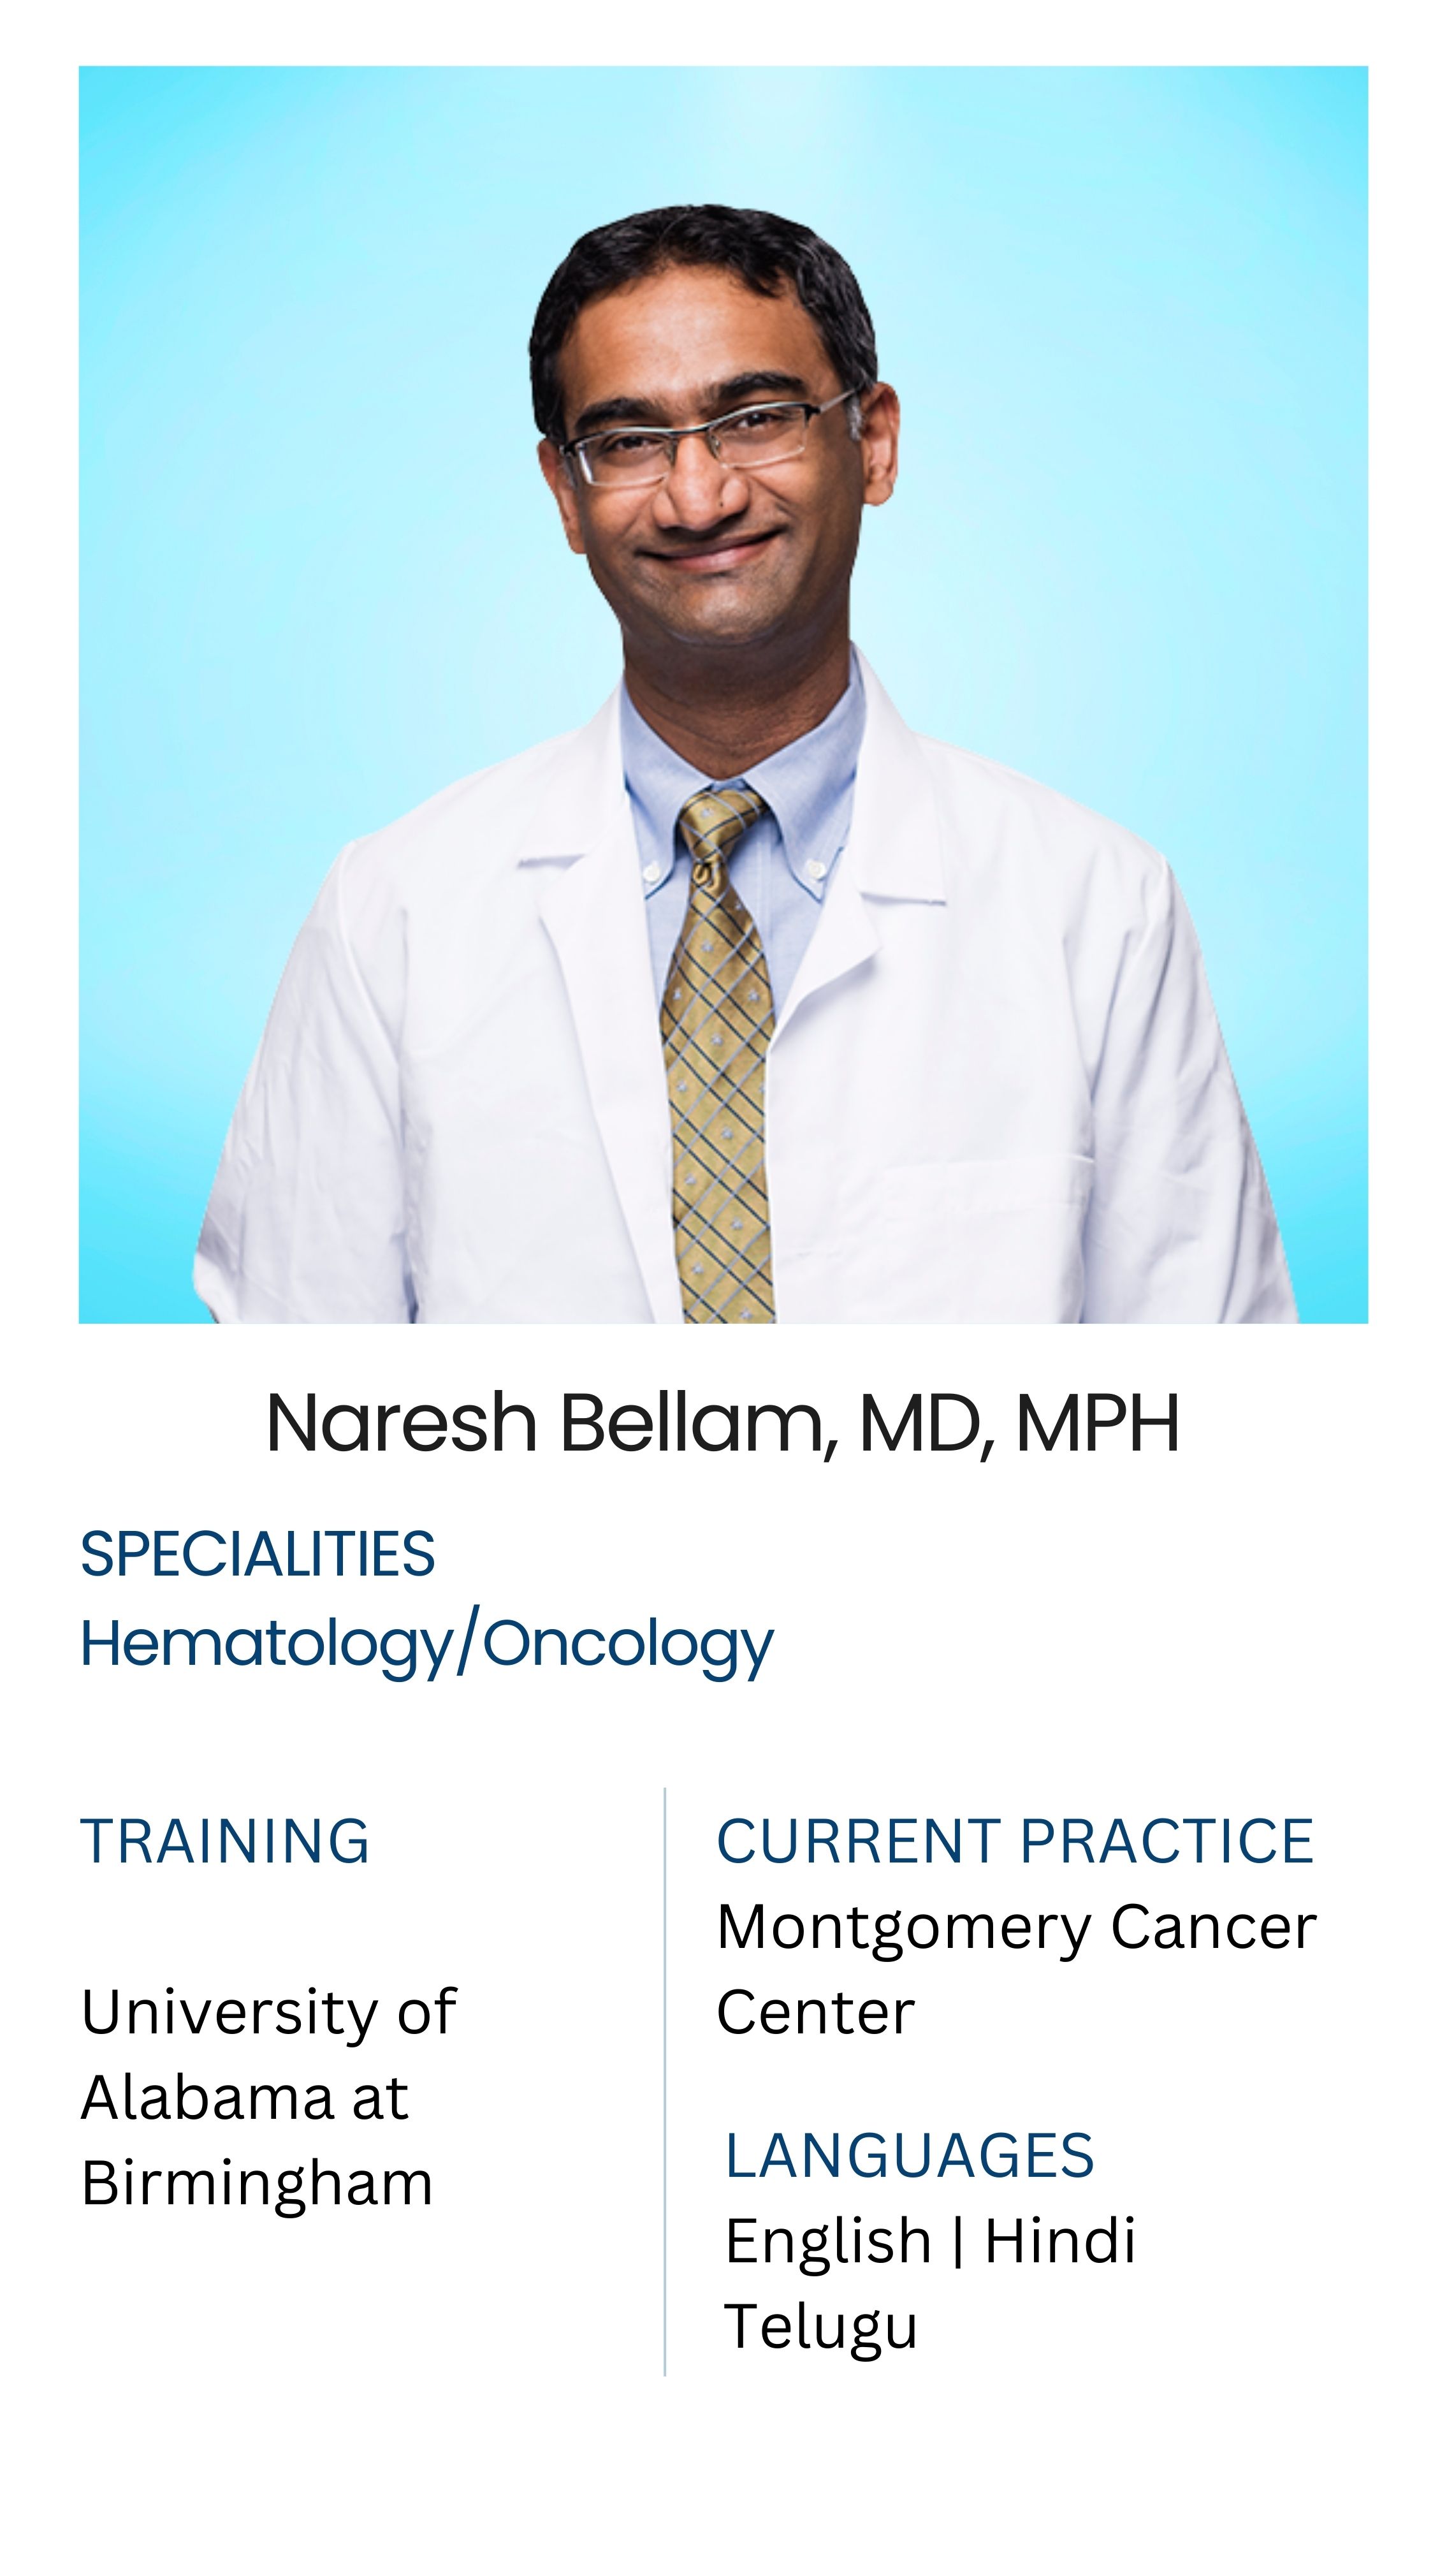 Naresh Bellam, MD, MPH
SPECIALITIES
Hematology/Oncology
TRAINING
University of
Alabama at
Birmingham
CURRENT PRACTICE
Montgomery Cancer
Center
LANGUAGES
English | Hindi
Telugu